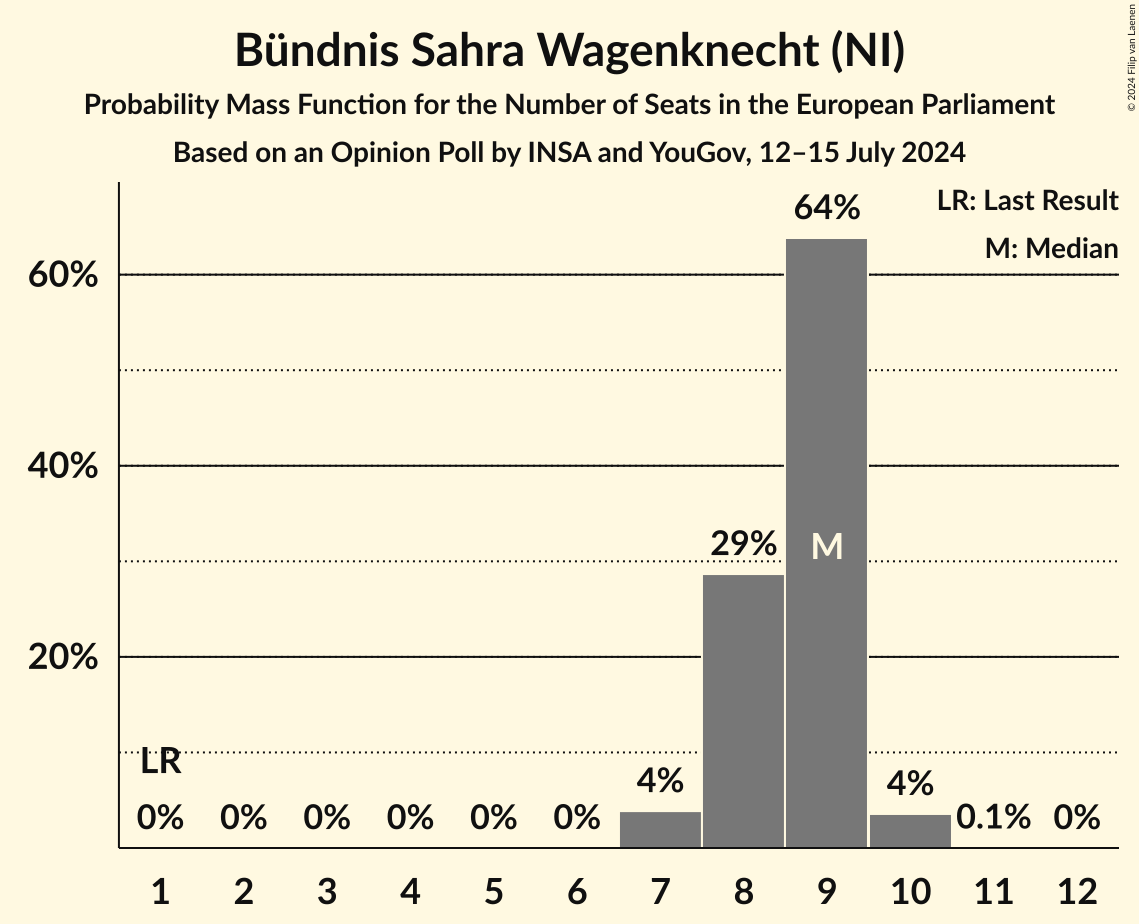 Bündnis Sahra Wagenknecht (NI)
Probability Mass Function for the Number of Seats in the European Parliament
Based on an Opinion Poll by INSA and YouGov, 12–15 July 2024
© 2024 Filip van Laenen
LR: Last Result
M: Median
64%
60%
40%
29%
M
20%
LR
4%
4%
0% 0% 0% 0% 0% 0% 0.1% 0%
1 2 3 4 5 6 7 8 9 10 11 12